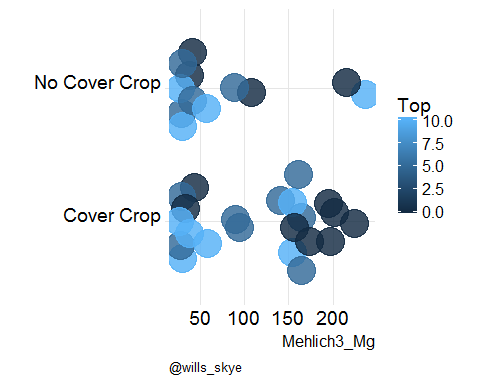 No Cover Crop
Cover Crop
Top
10.0
7.5
5.0
2.5
0.0
50 100 150 200
Mehlich3_Mg
@wills_skye